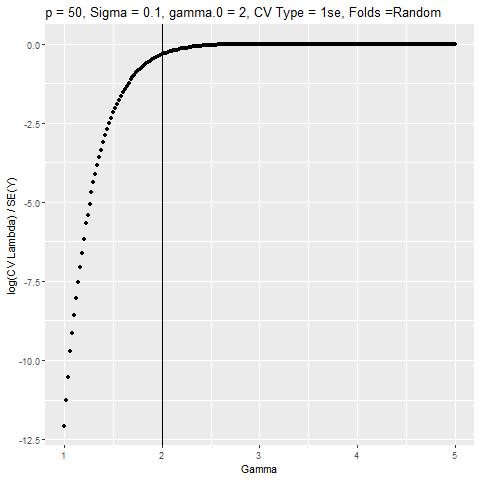 p = 50, Sigma = 0.1, gamma.0 = 2, CV Type = 1se, Folds =Random
log(CV Lambda) / SE(Y)
0.0
-2.5
-5.0
-7.5
-10.0
-12.5
1 2 3 4 5
Gamma